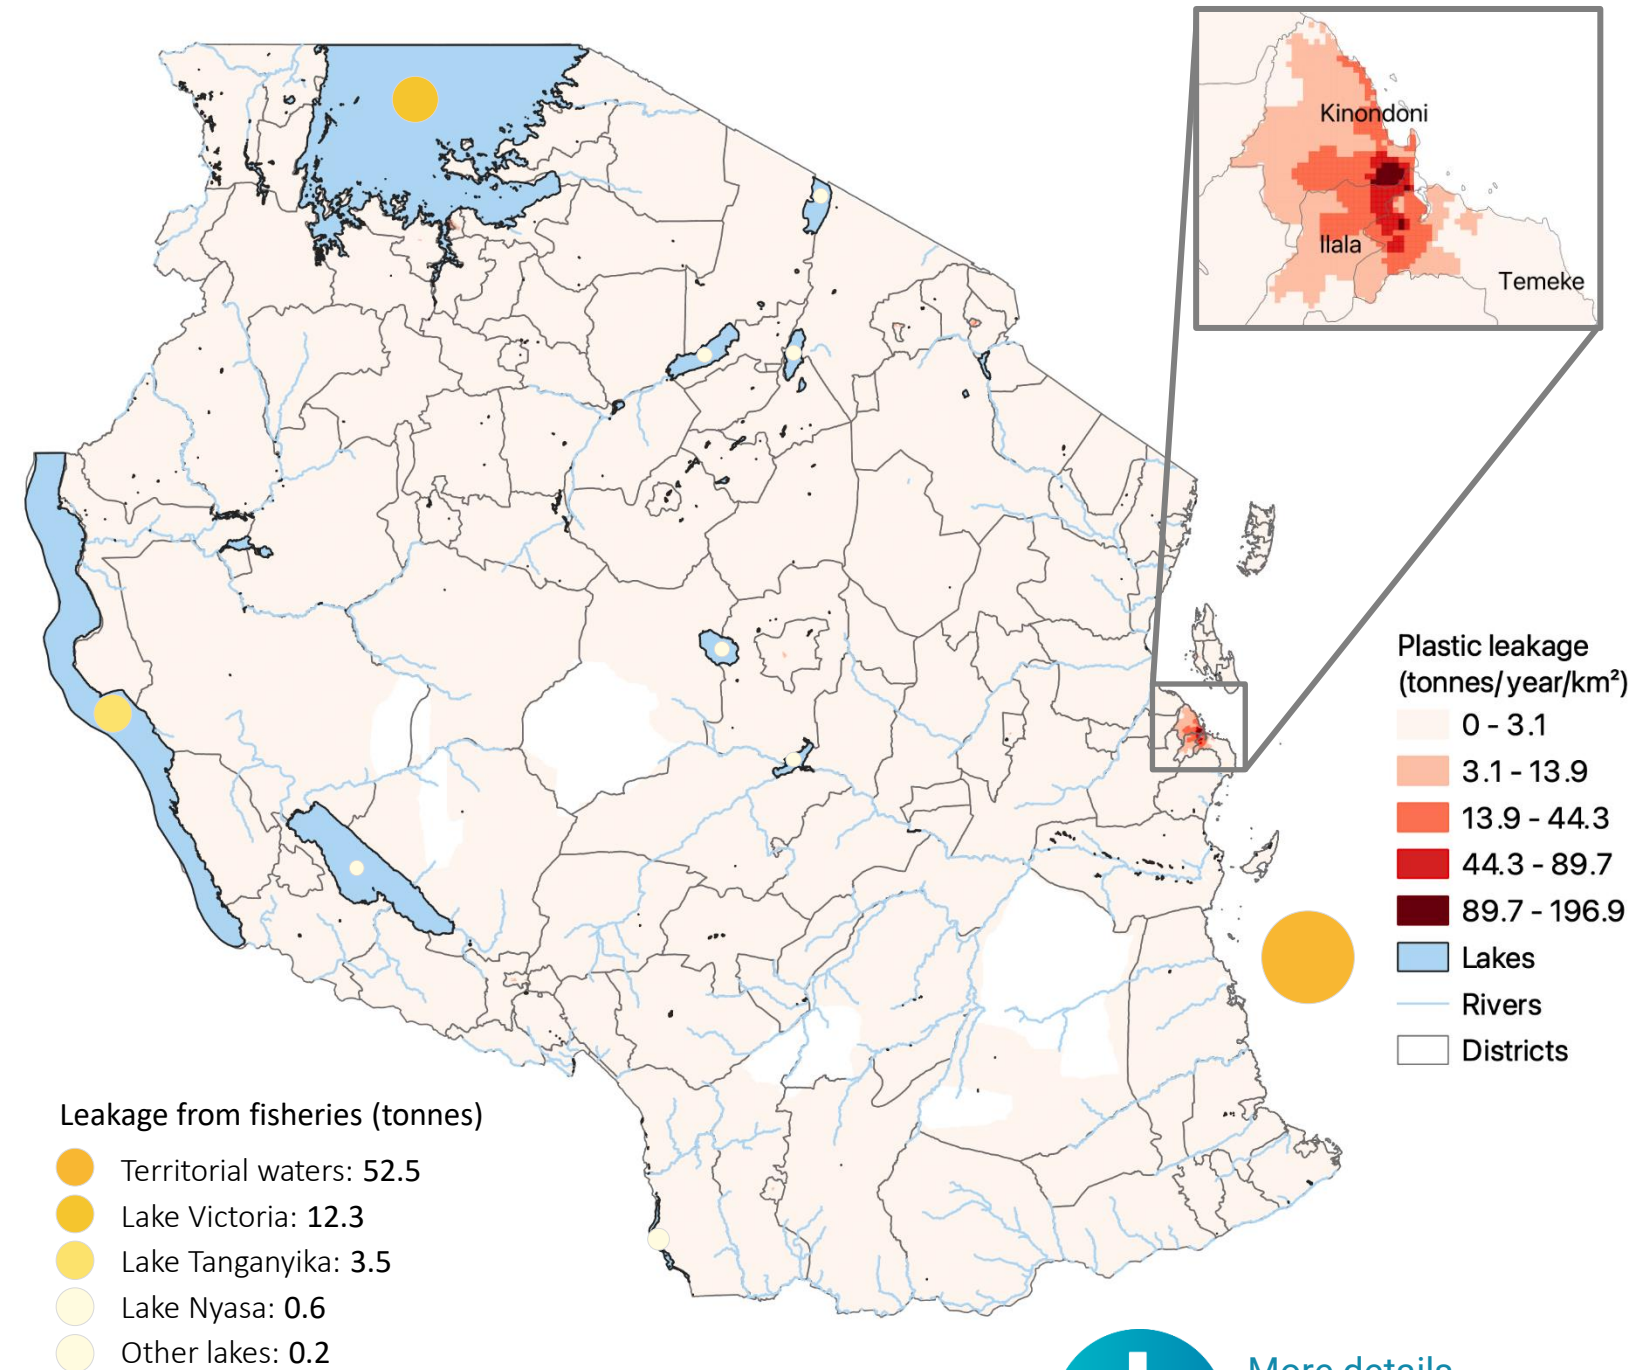 Kinondoni
Ilala
Temeke
Plastic leakage
(tonnes/year/km²)
0 - 3.1
3.1 - 13.9
13.9 - 44.3
44.3 - 89.7
89.7 - 196.9
Lakes
Rivers
Districts
Leakage from fisheries (tonnes)
Territorial waters: 52.5
Lake Victoria: 12.3
Lake Tanganyika: 3.5
Lake Nyasa: 0.6
Other lakes: 0.2
More details